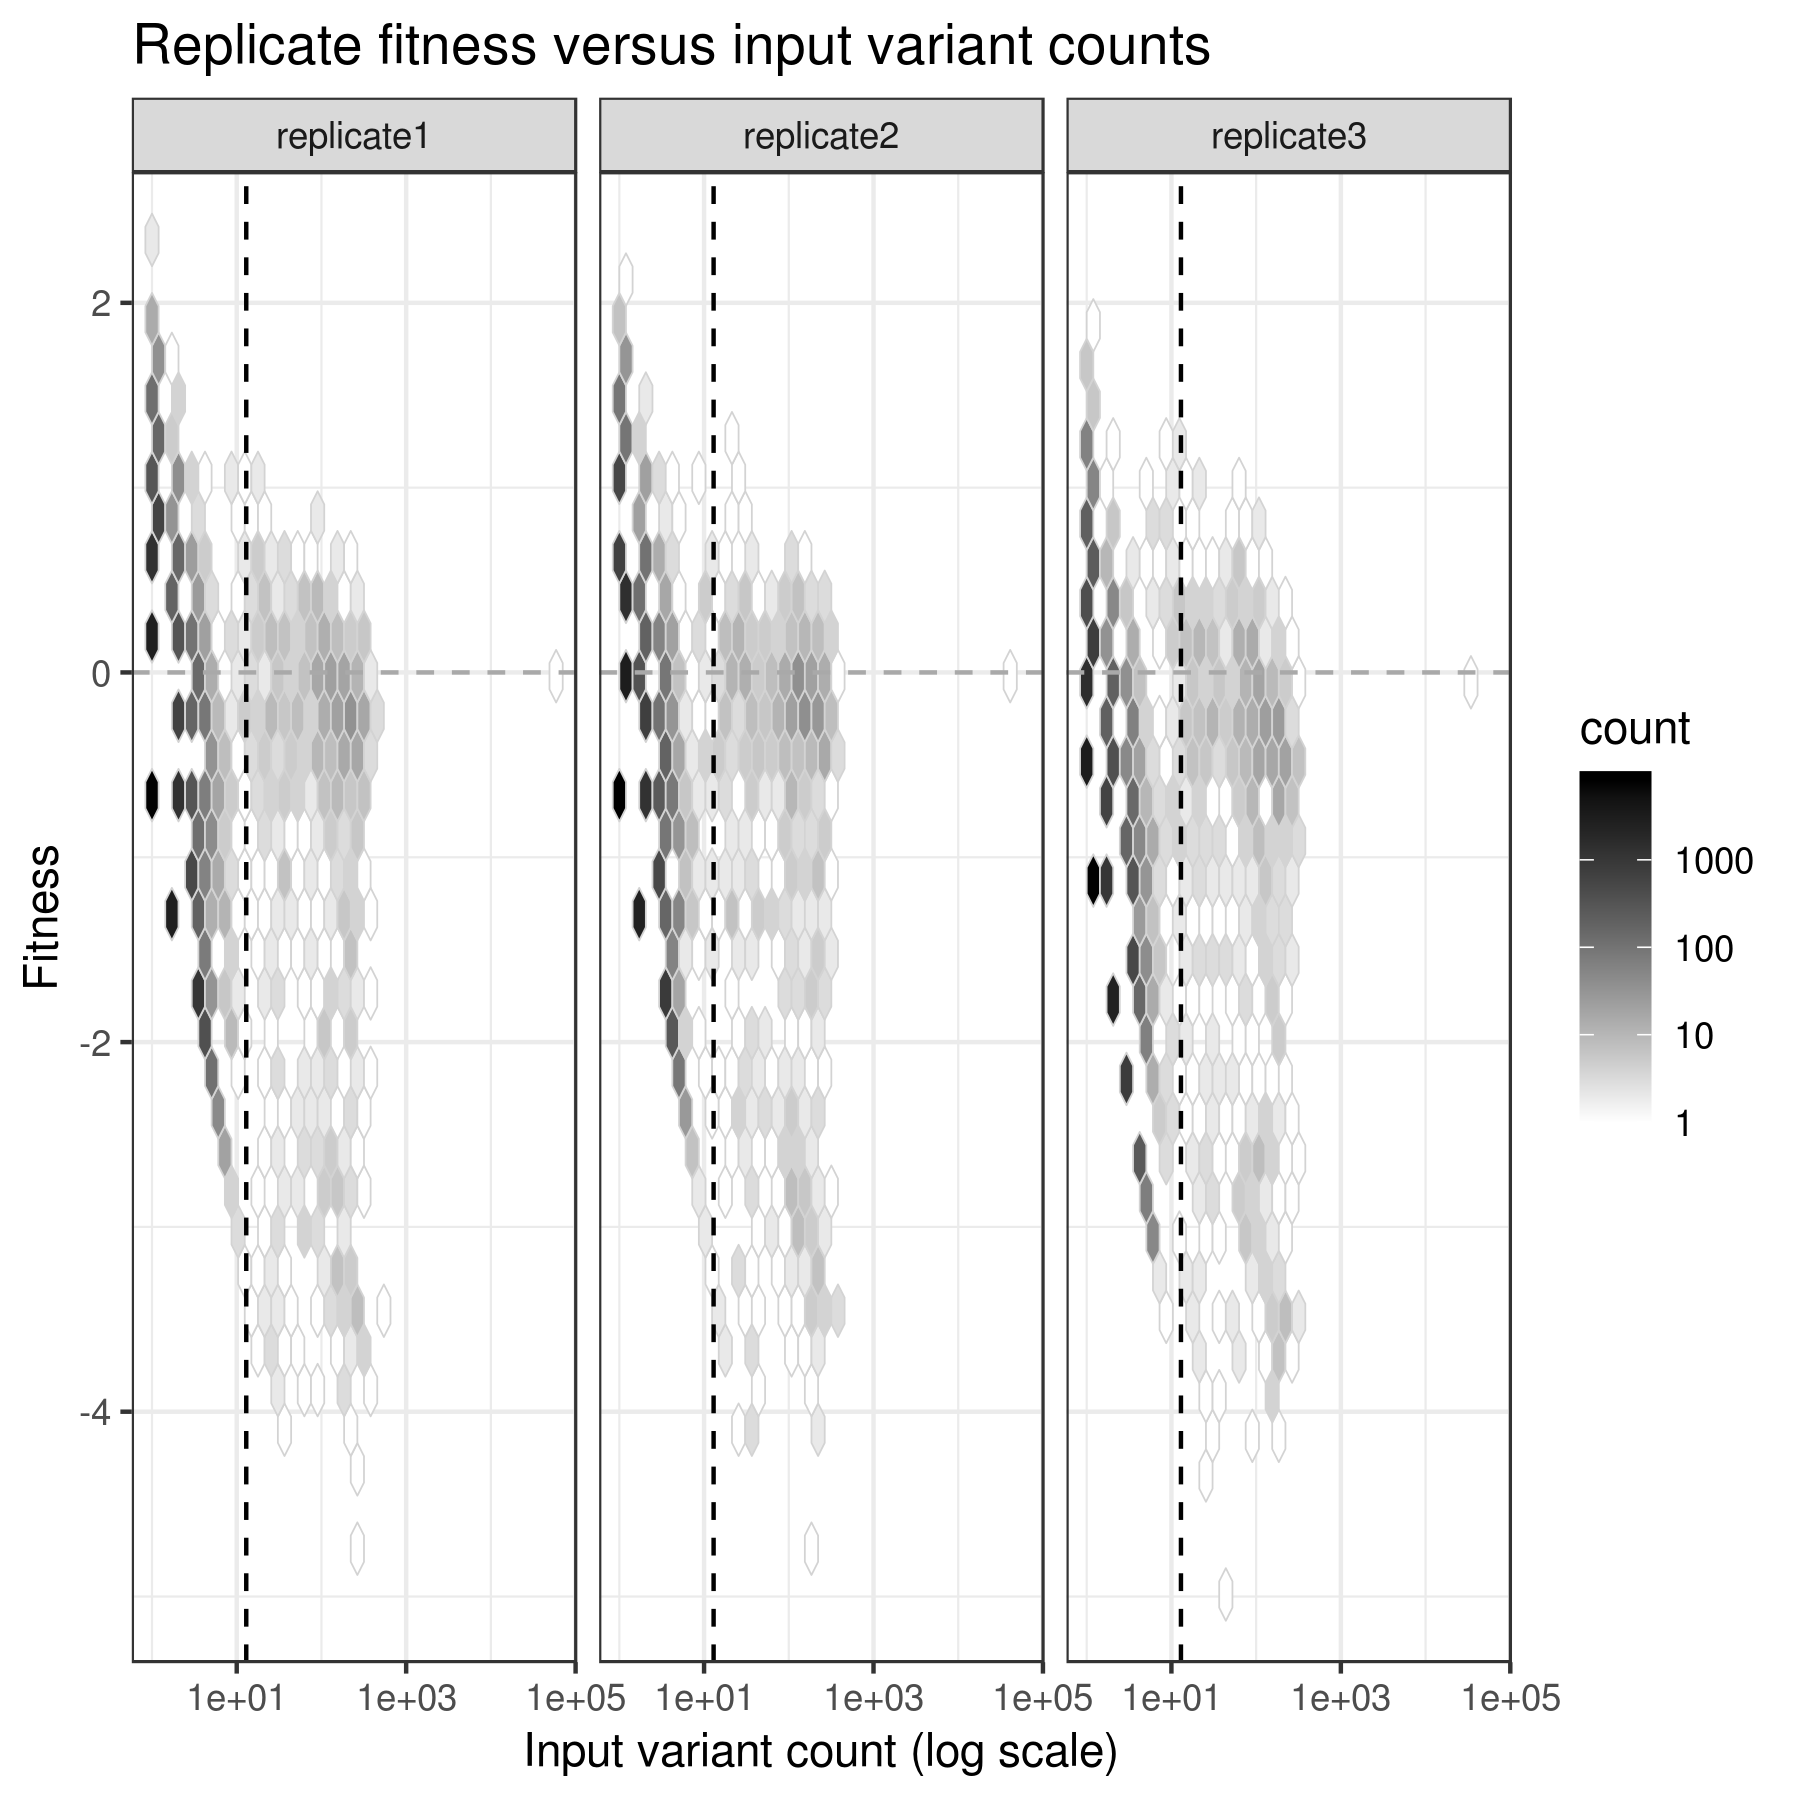 Replicate fitness versus input variant counts
replicate1 replicate2 replicate3
2
0
-2
-4
Fitness
count
1000
100
10
1
1e+01 1e+03 1e+05 1e+01 1e+03 1e+05 1e+01 1e+03 1e+05
Input variant count (log scale)